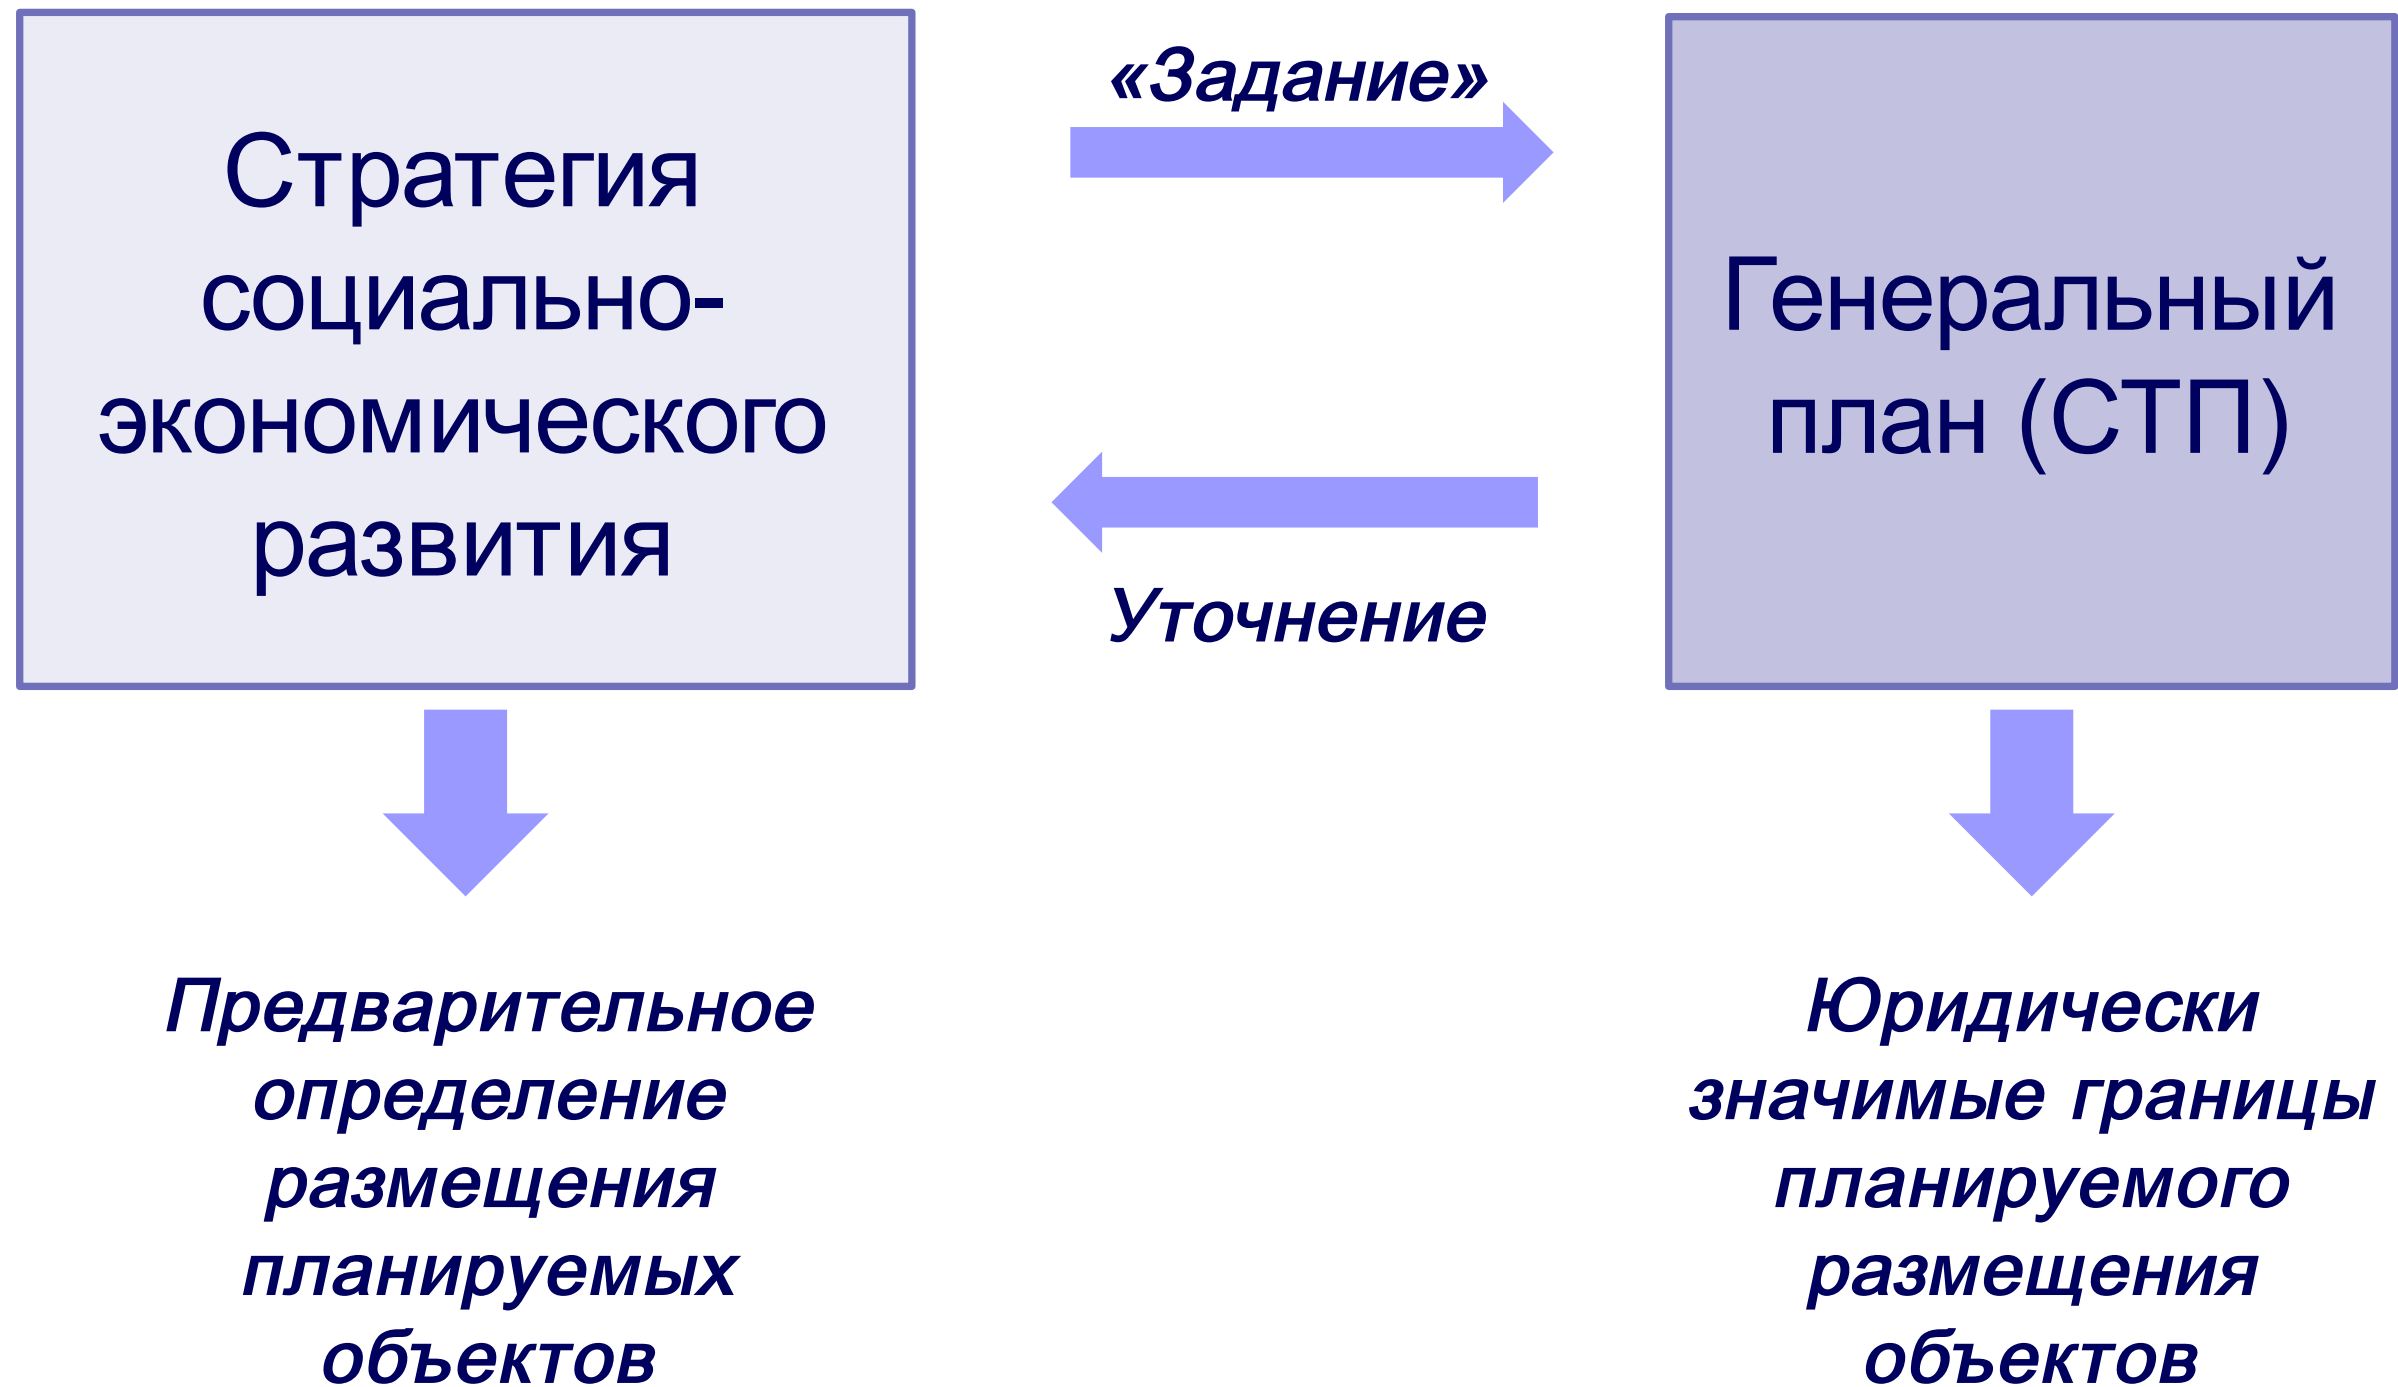 Стратегия
социально-
экономического
развития
«Задание»
Уточнение
Генеральный
план (СТП)
Предварительное
определение
размещения
планируемых
объектов
Юридически
значимые границы
планируемого
размещения
объектов